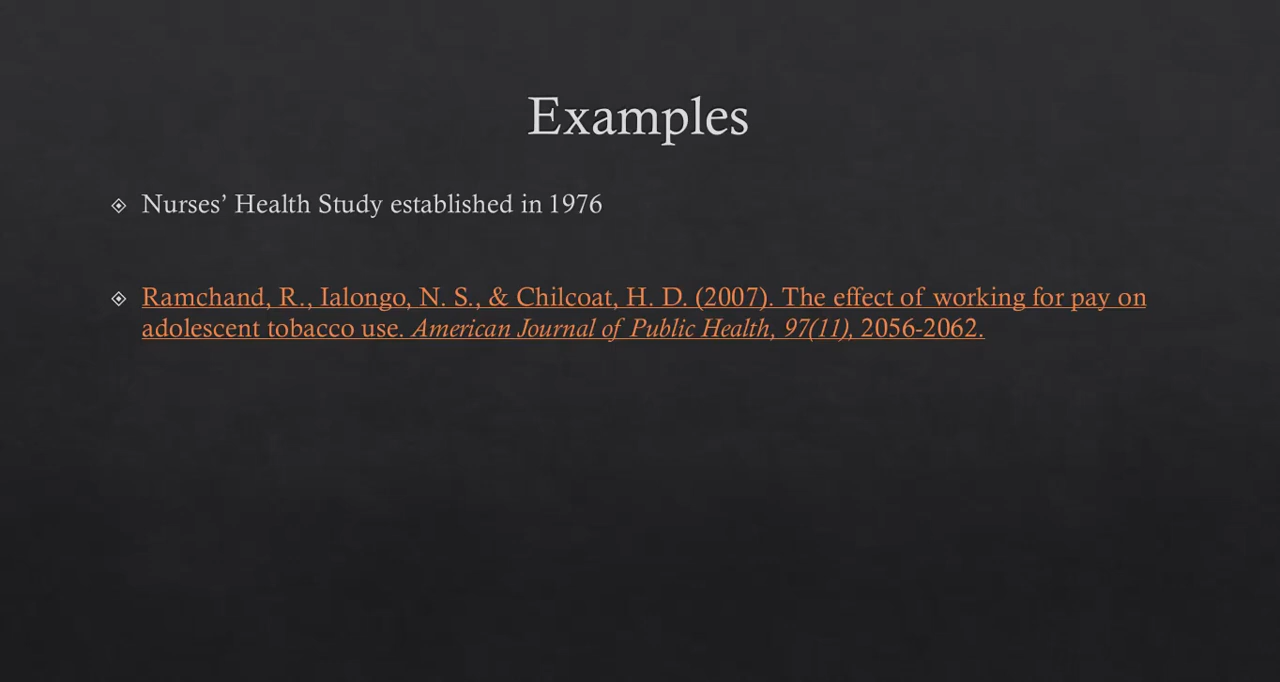 Examples
Nurses’ Health Study established in 1976
Ramchand, R., Ialongo, N. S., & Chilcoat, H. D. (2007). The effect of working for pay on
adolescent tobacco use. American Journal of Public Health, 97(11), 2056-2062.